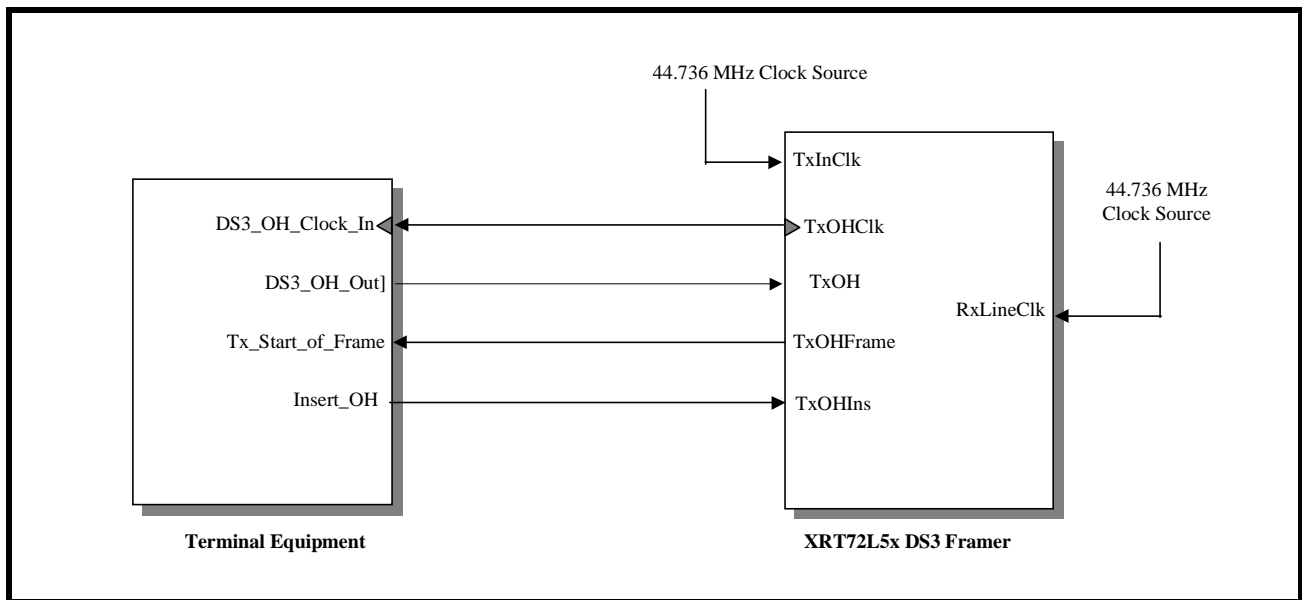 44.736 MHz Clock Source
TxInClk
44.736 MHz
Clock Source
DS3_OH_Clock_In
TxOHClk
DS3_OH_Out]
TxOH
RxLineClk
Tx_Start_of_Frame
TxOHFrame
Insert_OH
TxOHIns
Terminal Equipment
XRT72L5x DS3 Framer